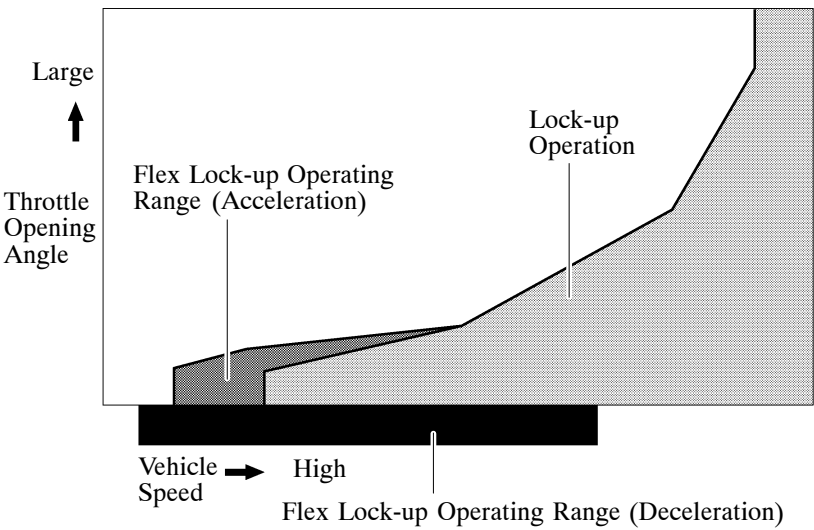 Large
Lock-up
Operation
Flex Lock-up Operating
Range (Acceleration)
Throttle
Opening
Angle
Vehicle
Speed
High
Flex Lock-up Operating Range (Deceleration)